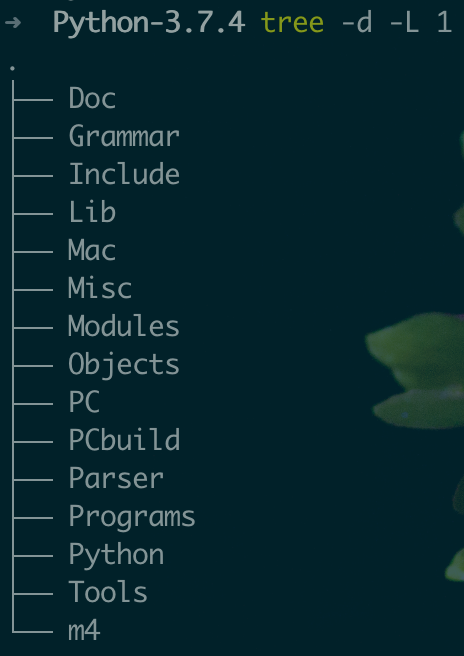 ➜  Python-3.7.4 tree -d -L 1
.
├── Doc
├── Grammar
├── Include
├── Lib
├── Mac
├── Misc
├── Modules
├── Objects
├── PC
├── PCbuild
├── Parser
├── Programs
├── Python
├── Tools
└── m4